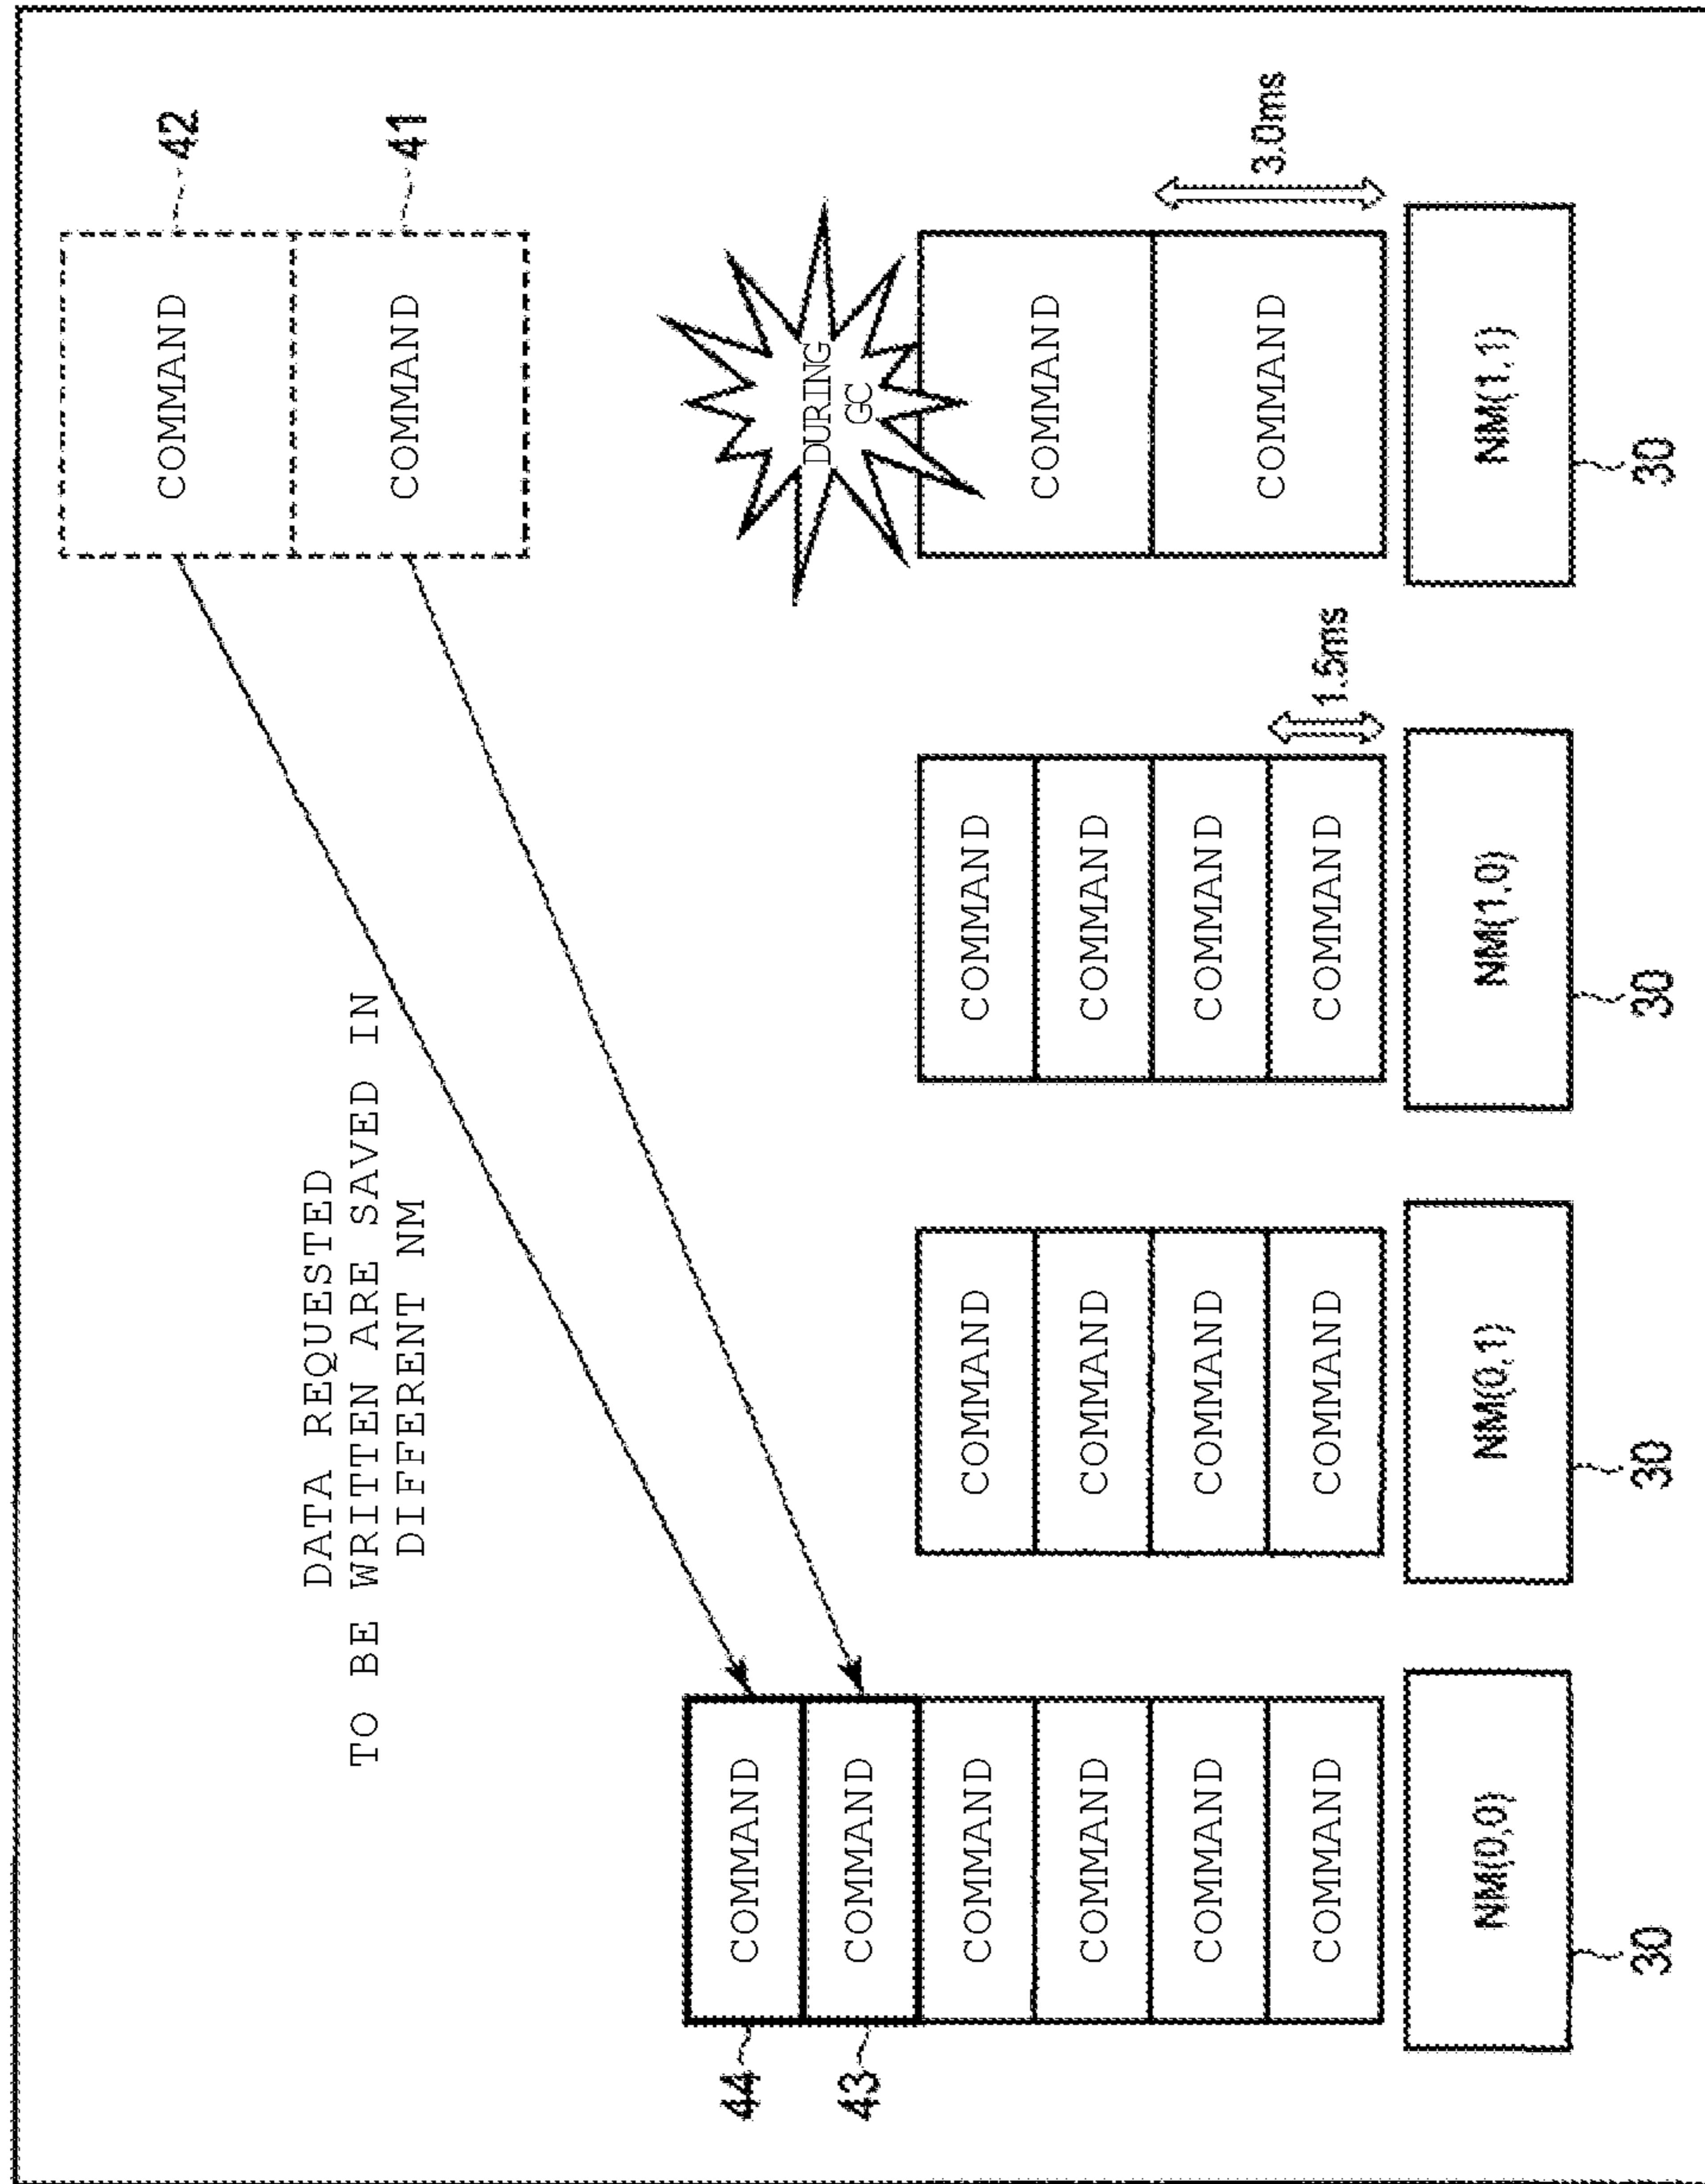 DATA REQUESTED
TO BE WRITTEN ARE SAVED IN
DIFFERENT NM
COMMAND 42
COMMAND 41
44 COMMAND
43 COMMAND
COMMAND
COMMAND
COMMAND
COMMAND
NM(0,0)
30
COMMAND
COMMAND
COMMAND
COMMAND
NM(0,1)
30
COMMAND
COMMAND
COMMAND
COMMAND
1.5ms
NM(1,0)
30
DURING
GC
COMMAND
COMMAND
3.0ms
NM(1,1)
30